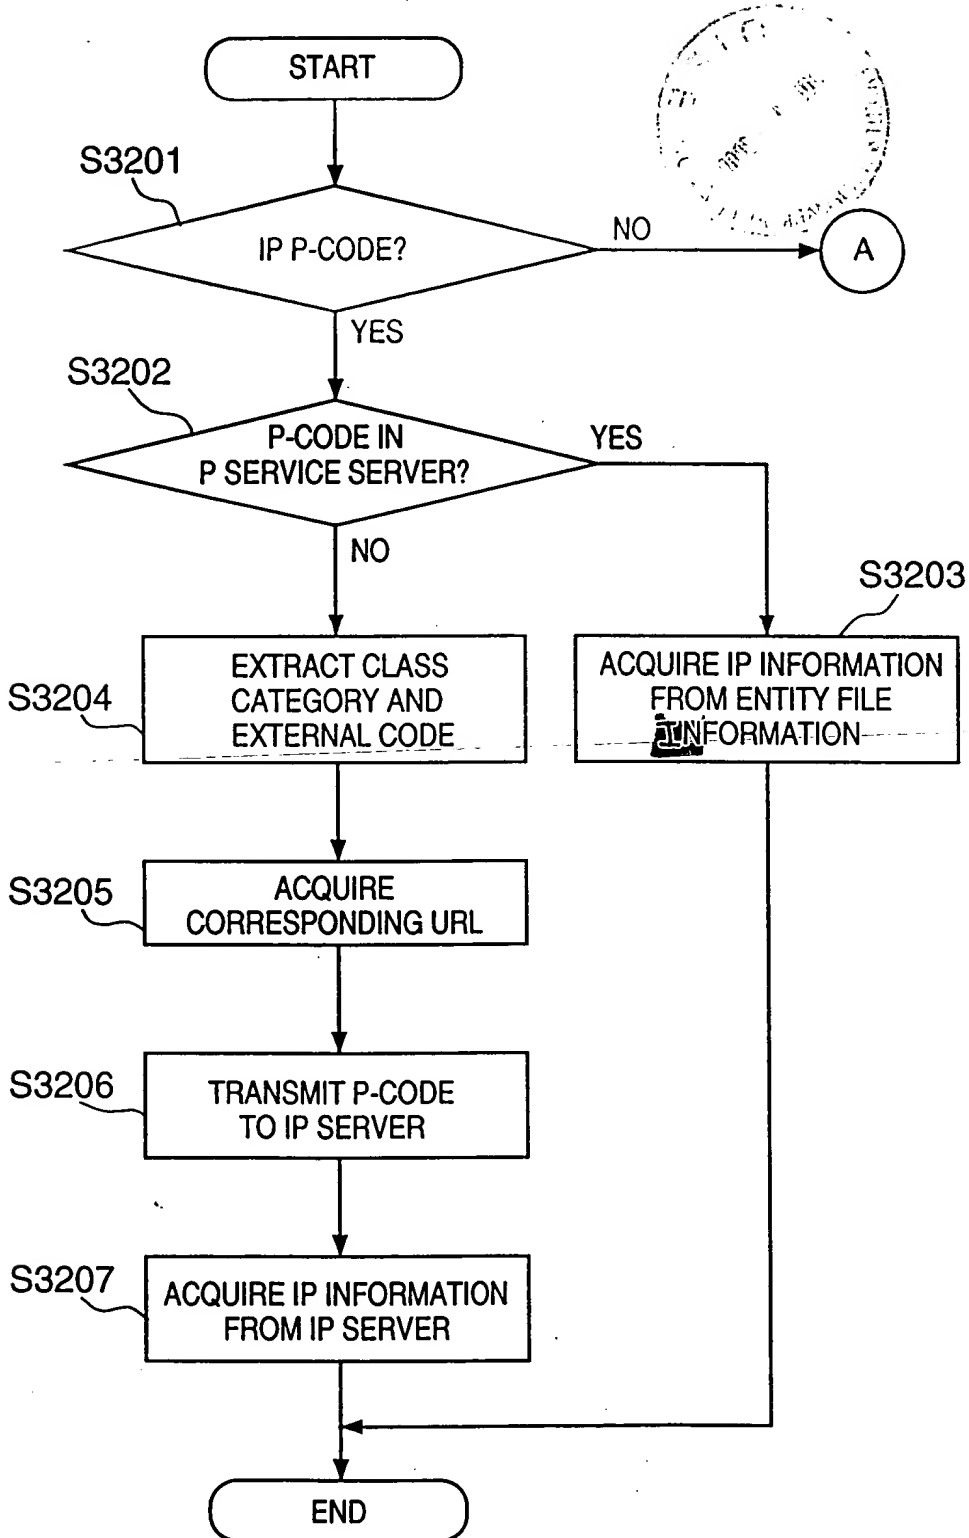 START
S3201
IP P-CODE?
NO
A
YES
S3202
P-CODE IN
P SERVICE SERVER?
YES
NO
S3203
ACQUIRE IP INFORMATION
FROM ENTITY FILE
INFORMATION
S3204
EXTRACT CLASS
CATEGORY AND
EXTERNAL CODE
S3205
ACQUIRE
CORRESPONDING URL
S3206
TRANSMIT P-CODE
TO IP SERVER
S3207
ACQUIRE IP INFORMATION
FROM IP SERVER
END